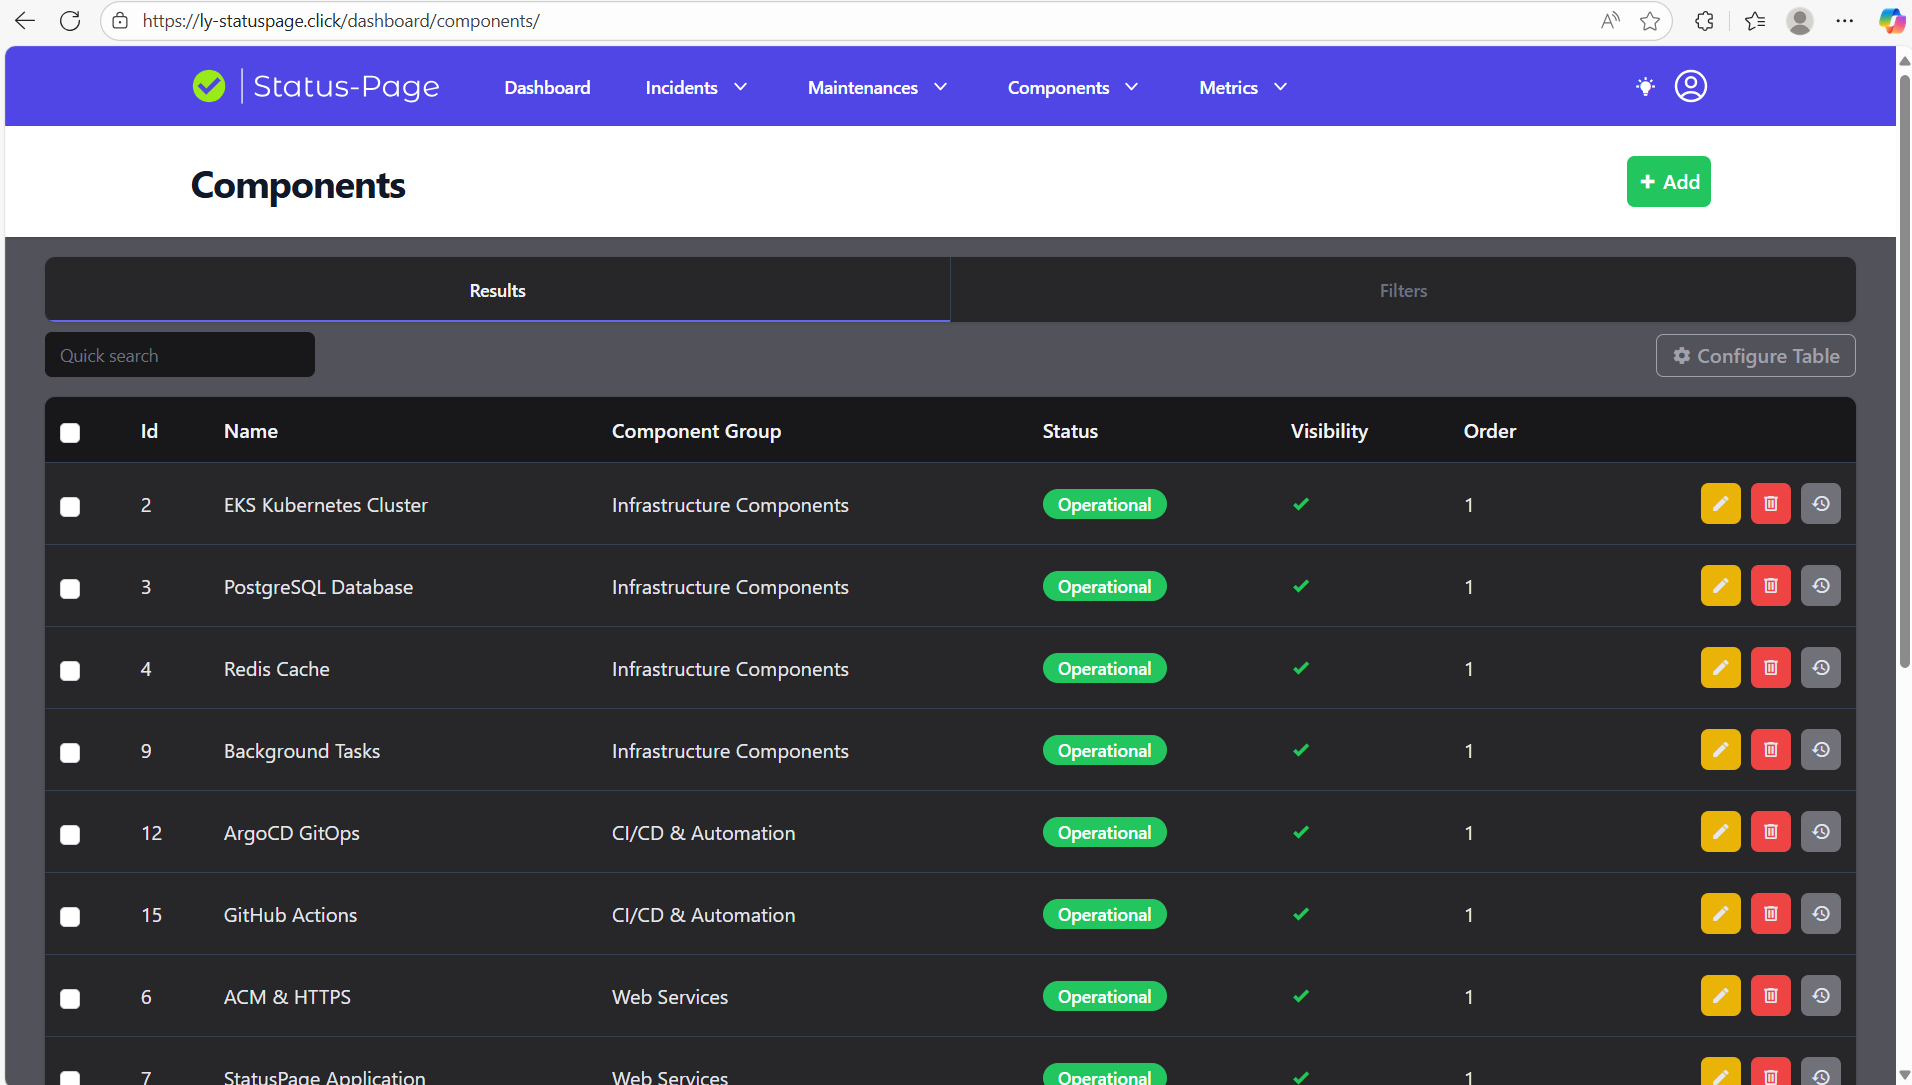 https://ly-statuspage.click/dashboard/components/
Status-Page Dashboard Incidents Maintenances Components Metrics
Components
+ Add
Results Filters
Quick search Configure Table
Id Name Component Group Status Visibility Order
2 EKS Kubernetes Cluster Infrastructure Components Operational 1
3 PostgreSQL Database Infrastructure Components Operational 1
4 Redis Cache Infrastructure Components Operational 1
9 Background Tasks Infrastructure Components Operational 1
12 ArgoCD GitOps CI/CD & Automation Operational 1
15 GitHub Actions CI/CD & Automation Operational 1
6 ACM & HTTPS Web Services Operational 1
7 StatusPage Application Web Services Operational 1